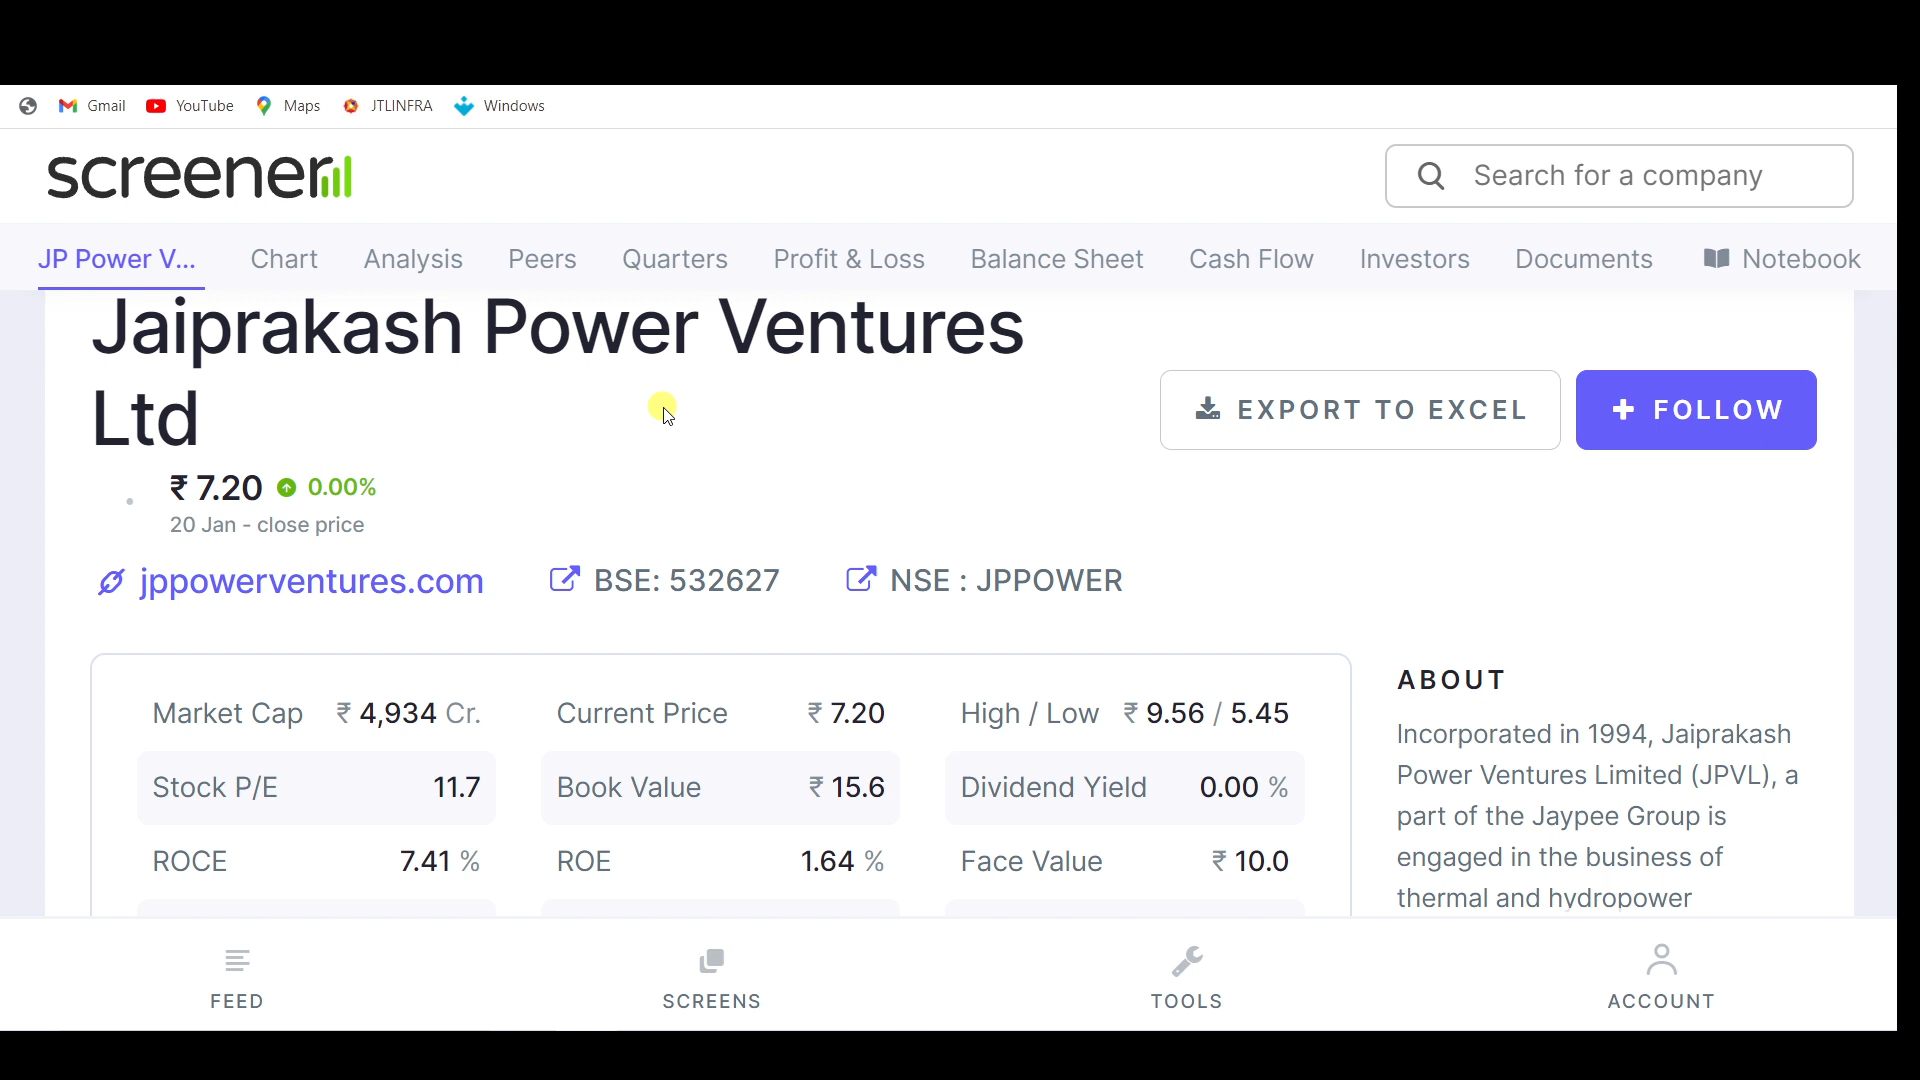 Gmail YouTube Maps JTLINFRA Windows
screener Search for a company
JP Power V... Chart Analysis Peers Quarters Profit & Loss Balance Sheet Cash Flow Investors Documents Notebook
Jaiprakash Power Ventures
Ltd
EXPORT TO EXCEL + FOLLOW
₹ 7.20 0.00%
20 Jan - close price
jppowerventures.com BSE: 532627 NSE : JPPOWER
Market Cap ₹ 4,934 Cr. Current Price ₹ 7.20 High / Low ₹ 9.56 / 5.45
Stock P/E 11.7 Book Value ₹ 15.6 Dividend Yield 0.00 %
ROCE 7.41 % ROE 1.64 % Face Value ₹ 10.0
ABOUT
Incorporated in 1994, Jaiprakash
Power Ventures Limited (JPVL), a
part of the Jaypee Group is
engaged in the business of
thermal and hydropower
FEED SCREENS TOOLS ACCOUNT